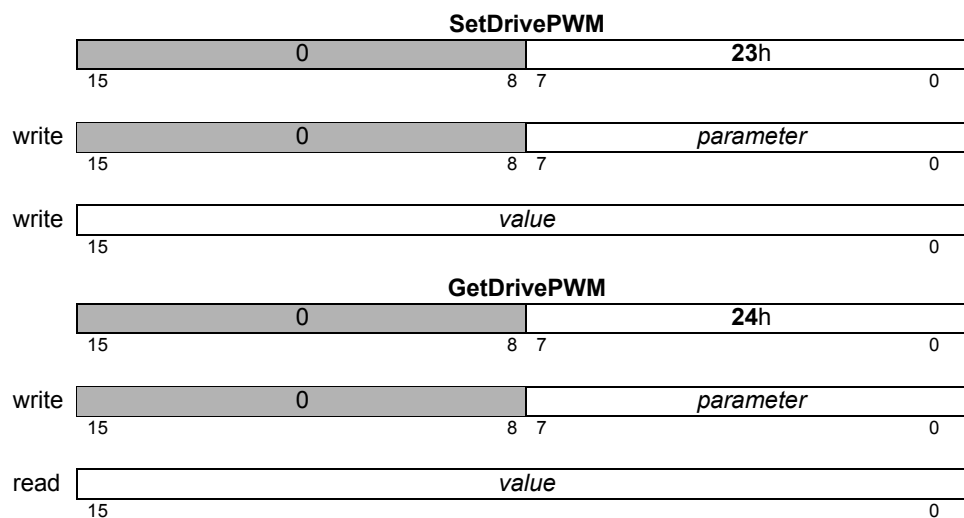 SetDrivePWM
0 23h
15 8 7 0
write 0 parameter
15 8 7 0
write value
15 0
GetDrivePWM
0 24h
15 8 7 0
write 0 parameter
15 8 7 0
read value
15 0